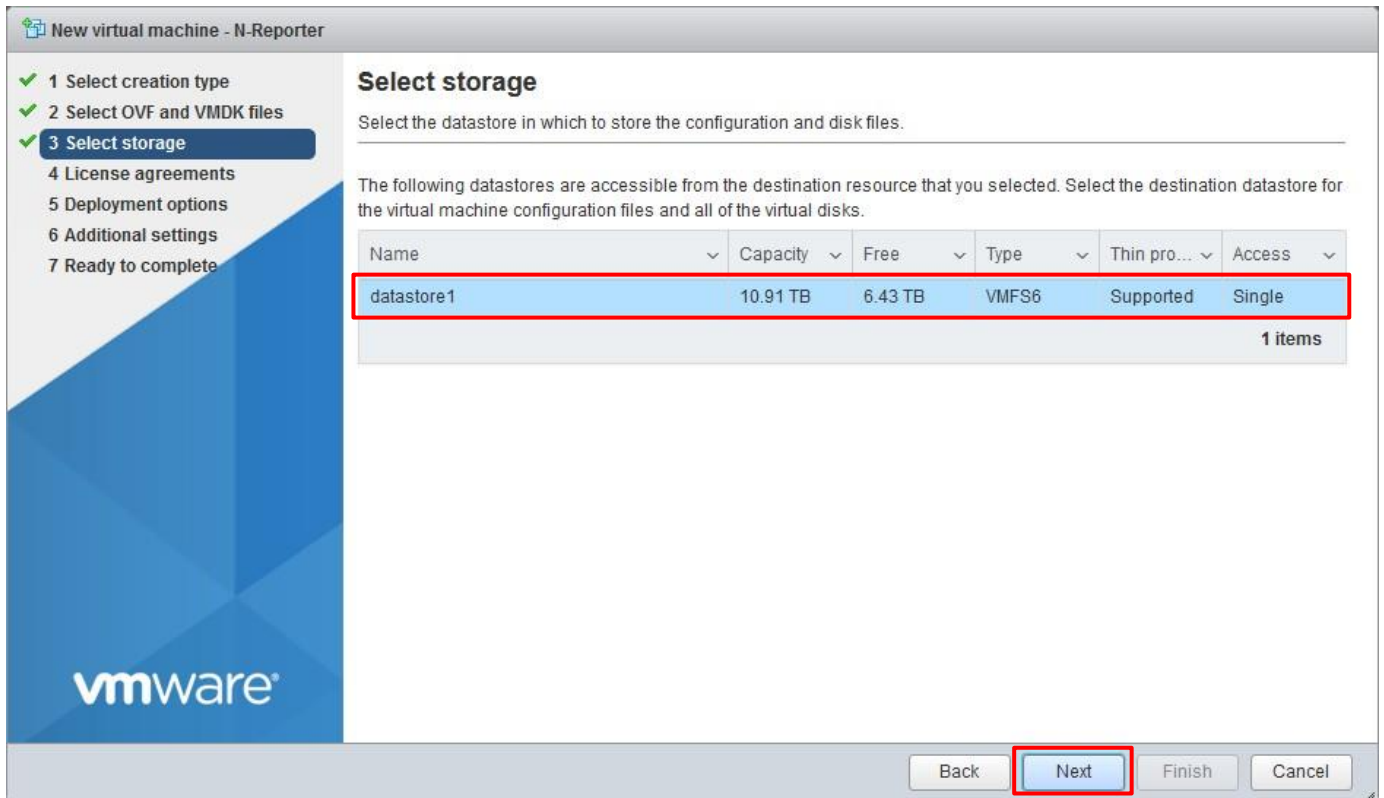 New virtual machine - N-Reporter
1 Select creation type
2 Select OVF and VMDK files
3 Select storage
4 License agreements
5 Deployment options
6 Additional settings
7 Ready to complete
vmware®
Select storage
Select the datastore in which to store the configuration and disk files.
The following datastores are accessible from the destination resource that you selected. Select the destination datastore for
the virtual machine configuration files and all of the virtual disks.
Name Capacity Free Type Thin pro... Access
datastore1 10.91 TB 6.43 TB VMFS6 Supported Single
1 items
Back Next Finish Cancel